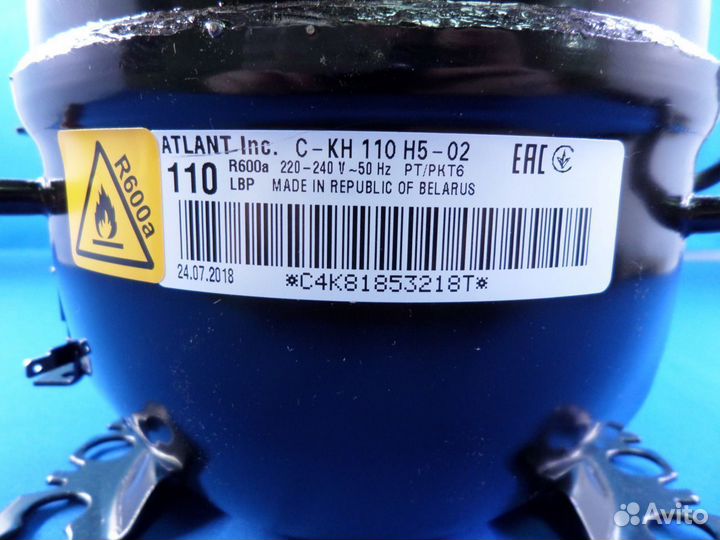 ATLANT Inc. C-KH 110 H5-02
110 R600a 220-240 V ~50 Hz PT/PKT6
LBP MADE IN REPUBLIC OF BELARUS
EAC
R600a
24.07.2018
*C4K81853218T*
Avito